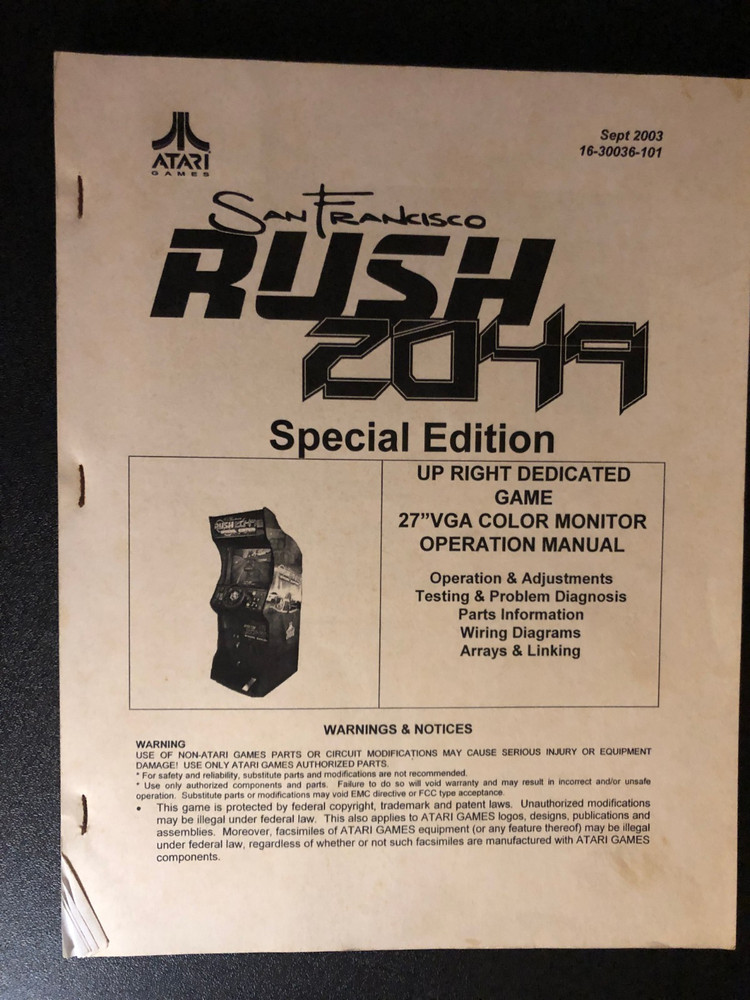 ATARI
GAMES
Sept 2003
16-30036-101
SAN FRANCISCO
RUSH
2049
Special Edition
RUSH 2049
UP RIGHT DEDICATED
GAME
27”VGA COLOR MONITOR
OPERATION MANUAL
Operation & Adjustments
Testing & Problem Diagnosis
Parts Information
Wiring Diagrams
Arrays & Linking
WARNINGS & NOTICES
WARNING
USE OF NON-ATARI GAMES PARTS OR CIRCUIT MODIFICATIONS MAY CAUSE SERIOUS INJURY OR EQUIPMENT
DAMAGE! USE ONLY ATARI GAMES AUTHORIZED PARTS.
* For safety and reliability, substitute parts and modifications are not recommended.
* Use only authorized components and parts. Failure to do so will void warranty and may result in incorrect and/or unsafe
operation. Substitute parts or modifications may void EMC directive or FCC type acceptance.
• This game is protected by federal copyright, trademark and patent laws. Unauthorized modifications
may be illegal under federal law. This also applies to ATARI GAMES logos, designs, publications and
assemblies. Moreover, facsimiles of ATARI GAMES equipment (or any feature thereof) may be illegal
under federal law, regardless of whether or not such facsimiles are manufactured with ATARI GAMES
components.